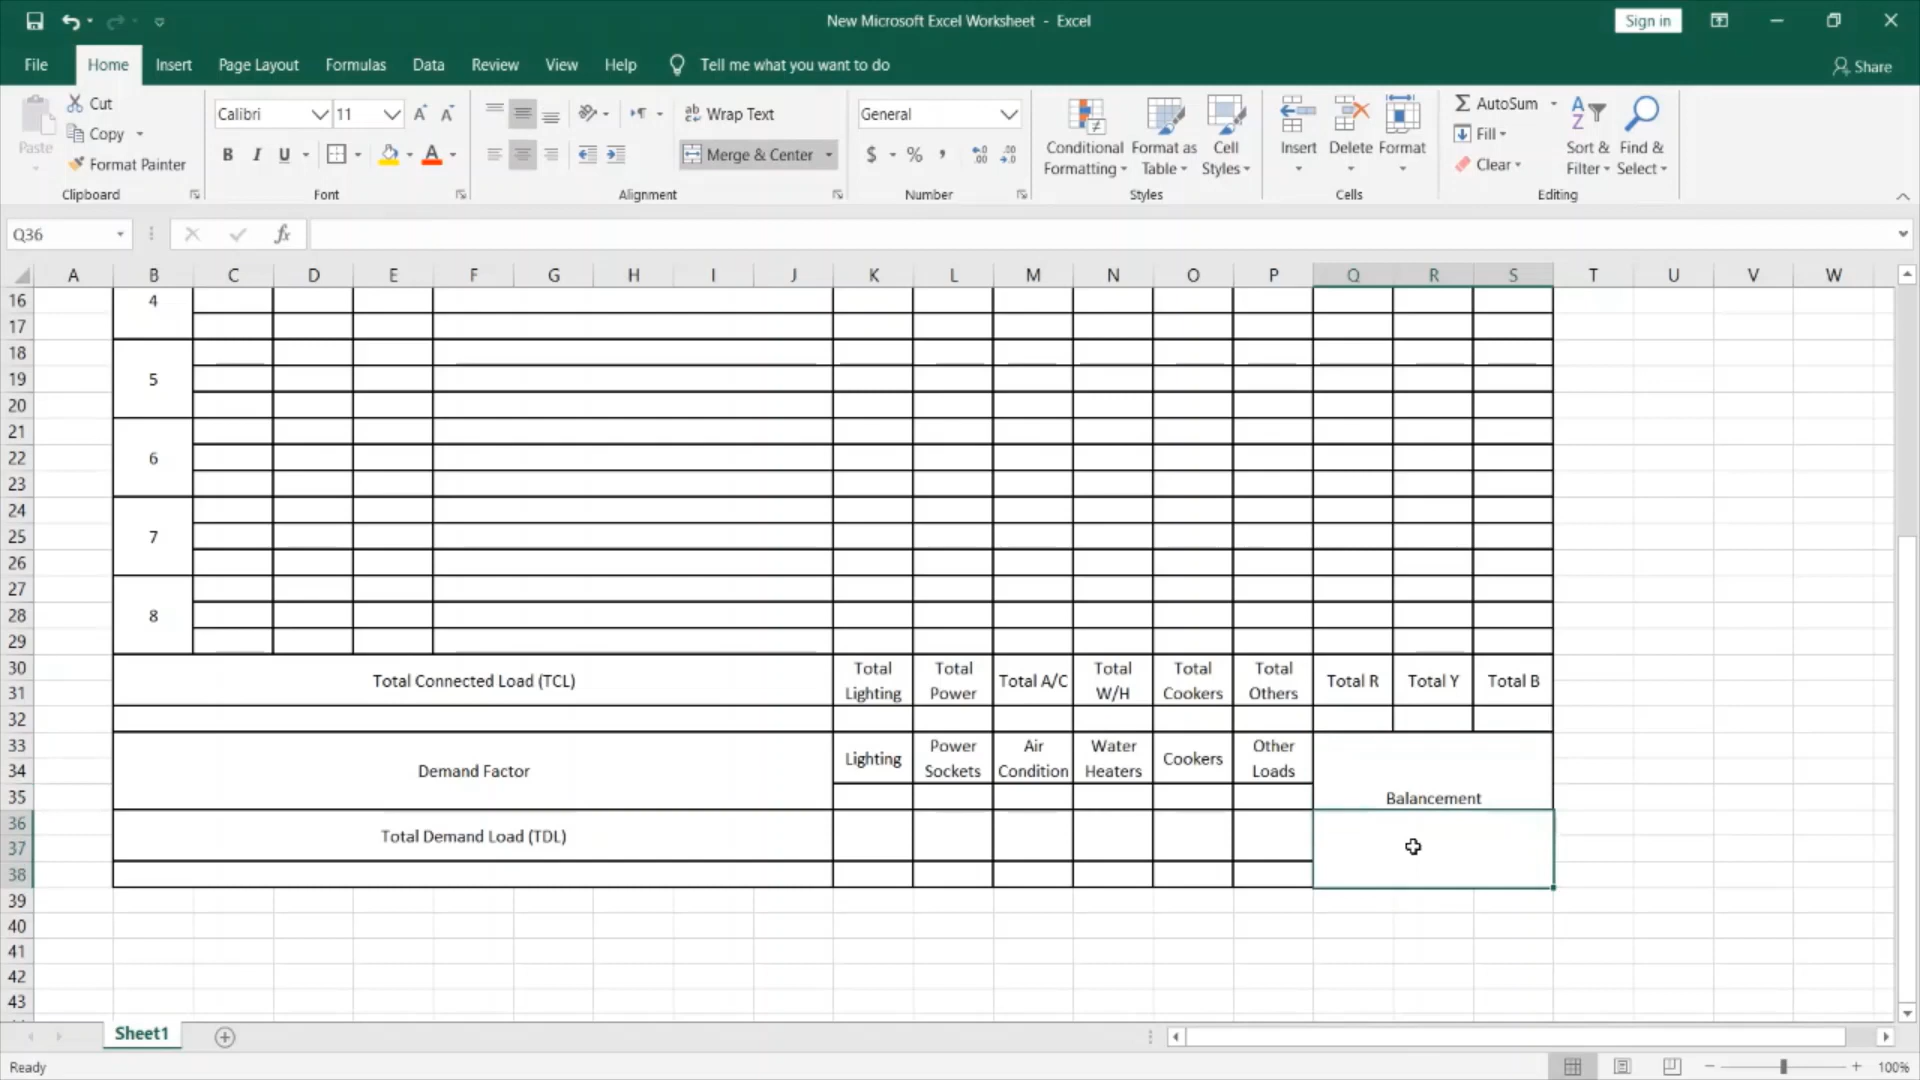 New Microsoft Excel Worksheet - Excel
Sign in
File Home Insert Page Layout Formulas Data Review View Help Tell me what you want to do Share
Paste
Cut
Copy
Format Painter
Clipboard
Calibri 11 A A
B I U A
Font
ab Wrap Text
Merge & Center
Alignment
General
$ % ,
Number
Conditional Formatting
Format as Table
Cell Styles
Styles
Insert Delete Format
Cells
AutoSum
Fill
Clear
Sort & Filter
Find & Select
Editing
Q36 fx
A B C D E F G H I J K L M N O P Q R S T U V W
16 4
17
18
19 5
20
21
22 6
23
24
25 7
26
27
28 8
29
30
31
Total Connected Load (TCL) Total Lighting Total Power Total A/C Total W/H Total Cookers Total Others Total R Total Y Total B
32
33
34
35
Demand Factor Lighting Power Sockets Air Condition Water Heaters Cookers Other Loads Balancement
36
37
Total Demand Load (TDL)
38
39
40
41
42
43
Sheet1
Ready 100%